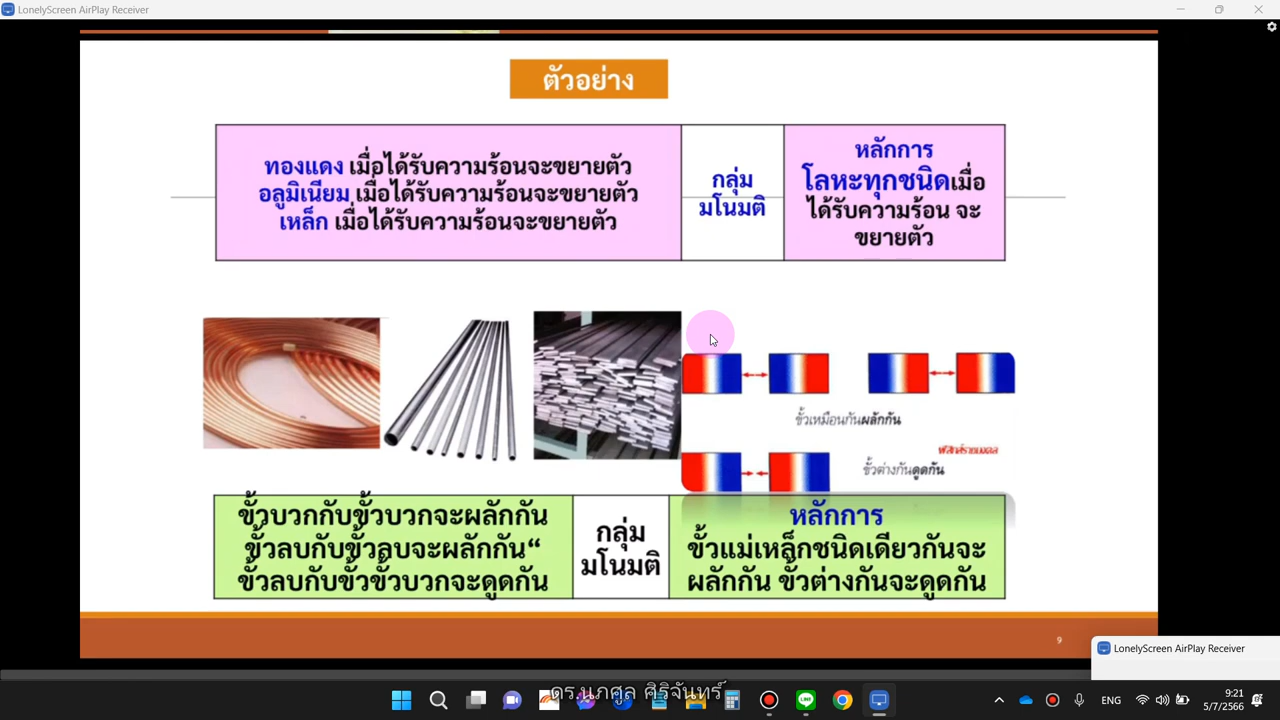 LonelyScreen AirPlay Receiver
ตัวอย่าง
ทองแดง เมื่อได้รับความร้อนจะขยายตัว
อลูมิเนียม เมื่อได้รับความร้อนจะขยายตัว
เหล็ก เมื่อได้รับความร้อนจะขยายตัว
กลุ่ม
มโนมติ
หลักการ
โลหะทุกชนิดเมื่อ
ได้รับความร้อน จะ
ขยายตัว
ขั้วเหมือนกันผลักกัน
ฟิสิกส์ราชมงคล
ขั้วต่างกันดูดกัน
ขั้วบวกกับขั้วบวกจะผลักกัน
ขั้วลบกับขั้วลบจะผลักกัน“
ขั้วลบกับขั้วขั้วบวกจะดูดกัน
กลุ่ม
มโนมติ
หลักการ
ขั้วแม่เหล็กชนิดเดียวกันจะ
ผลักกัน ขั้วต่างกันจะดูดกัน
9
LonelyScreen AirPlay Receiver
ดร.นภศูล ศิริจันทร์
ENG
9:21
5/7/2566